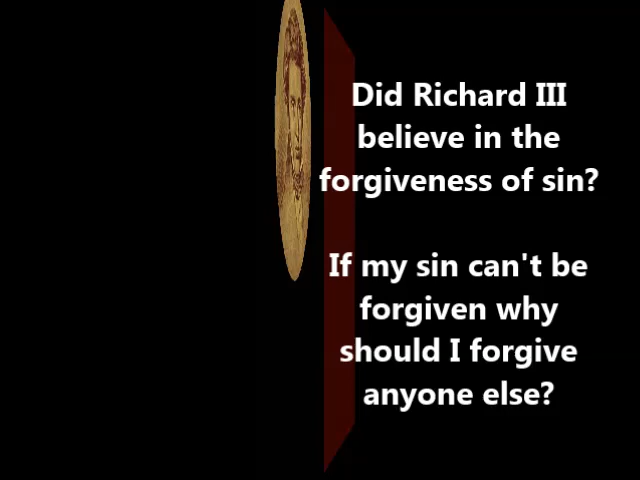 Did Richard III
believe in the
forgiveness of sin?
If my sin can't be
forgiven why
should I forgive
anyone else?